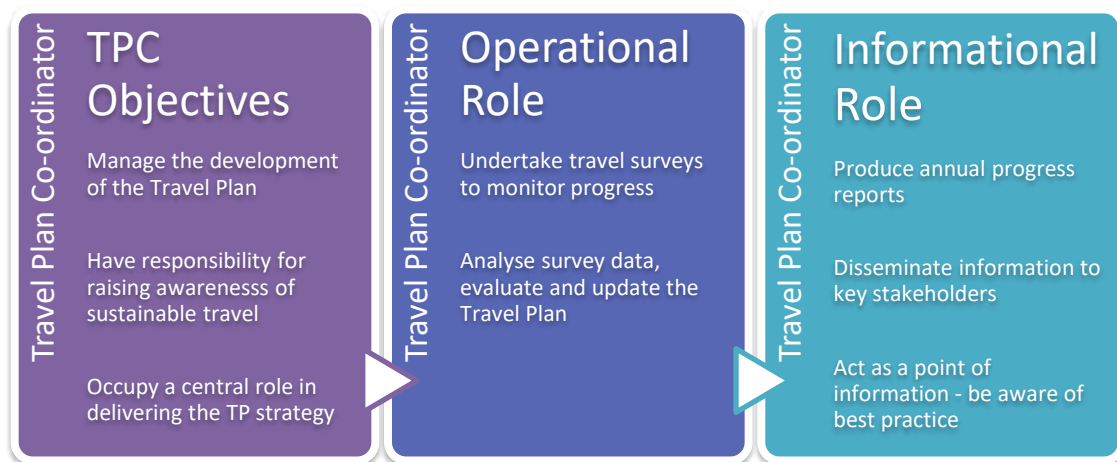 Travel Plan Co-ordinator
TPC
Objectives
Manage the development
of the Travel Plan
Have responsibility for
raising awarenesss of
sustainable travel
Occupy a central role in
delivering the TP strategy
Travel Plan Co-ordinator
Operational
Role
Undertake travel surveys
to monitor progress
Analyse survey data,
evaluate and update the
Travel Plan
Travel Plan Co-ordinator
Informational
Role
Produce annual progress
reports
Disseminate information to
key stakeholders
Act as a point of
information - be aware of
best practice